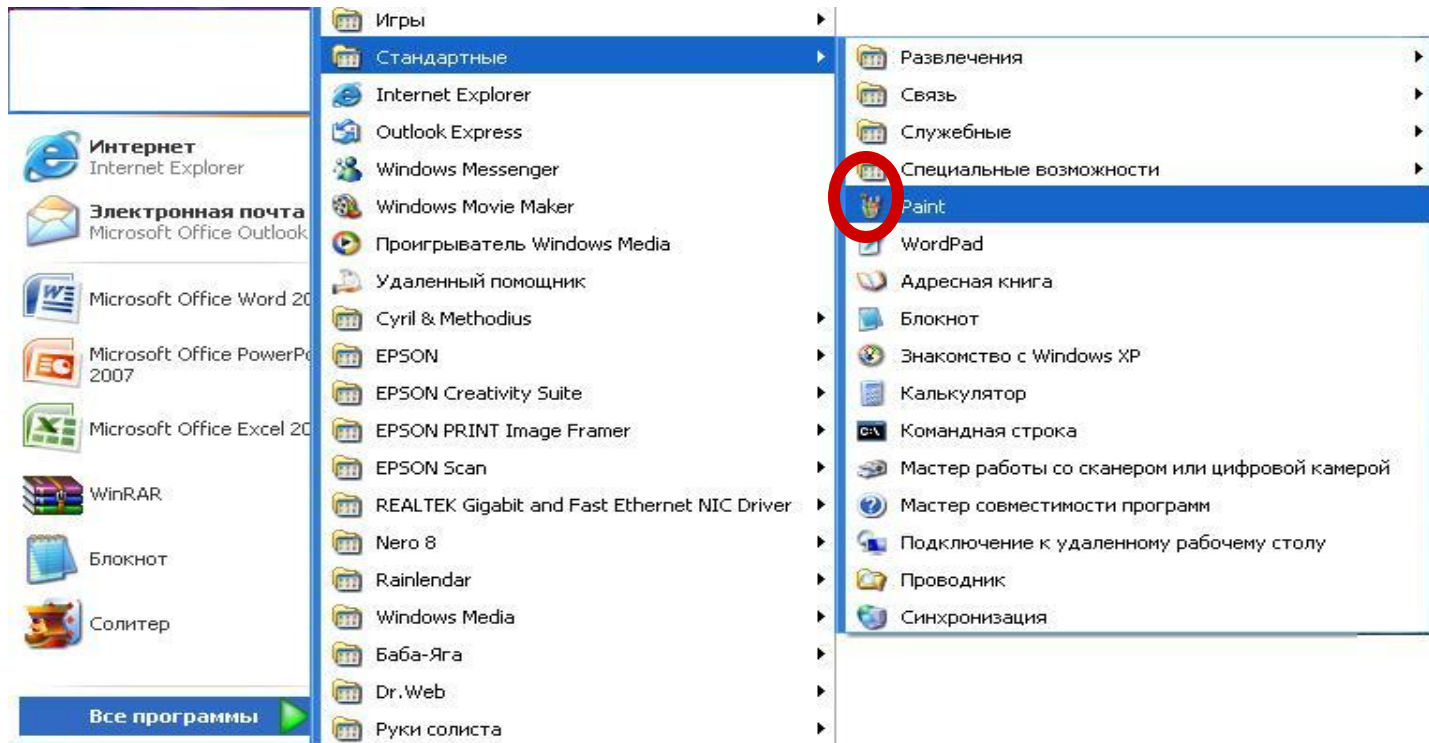 Интернет
Internet Explorer
Электронная почта
Microsoft Office Outlook
Microsoft Office Word 20
Microsoft Office PowerPo
2007
Microsoft Office Excel 20
WinRAR
Блокнот
Солитер
Все программы
Игры
Стандартные
Internet Explorer
Outlook Express
Windows Messenger
Windows Movie Maker
Проигрыватель Windows Media
Удаленный помощник
Cyril & Methodius
EPSON
EPSON Creativity Suite
EPSON PRINT Image Framer
EPSON Scan
REALTEK Gigabit and Fast Ethernet NIC Driver
Nero 8
Rainlendar
Windows Media
Баба-Яга
Dr.Web
Руки солиста
Развлечения
Связь
Служебные
Специальные возможности
Paint
WordPad
Адресная книга
Блокнот
Знакомство с Windows XP
Калькулятор
Командная строка
Мастер работы со сканером или цифровой камерой
Мастер совместимости программ
Подключение к удаленному рабочему столу
Проводник
Синхронизация